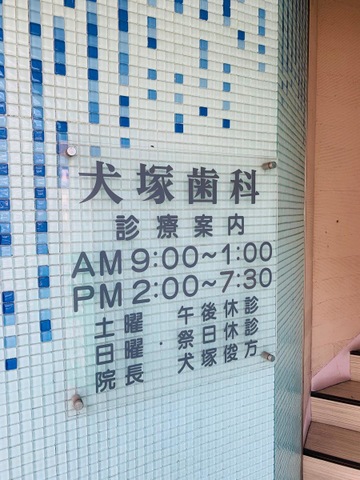 犬塚歯科
診療案内
AM 9:00~1:00
PM 2:00~7:30
土曜 午後休診
日曜・祭日休診
院長 犬塚俊方